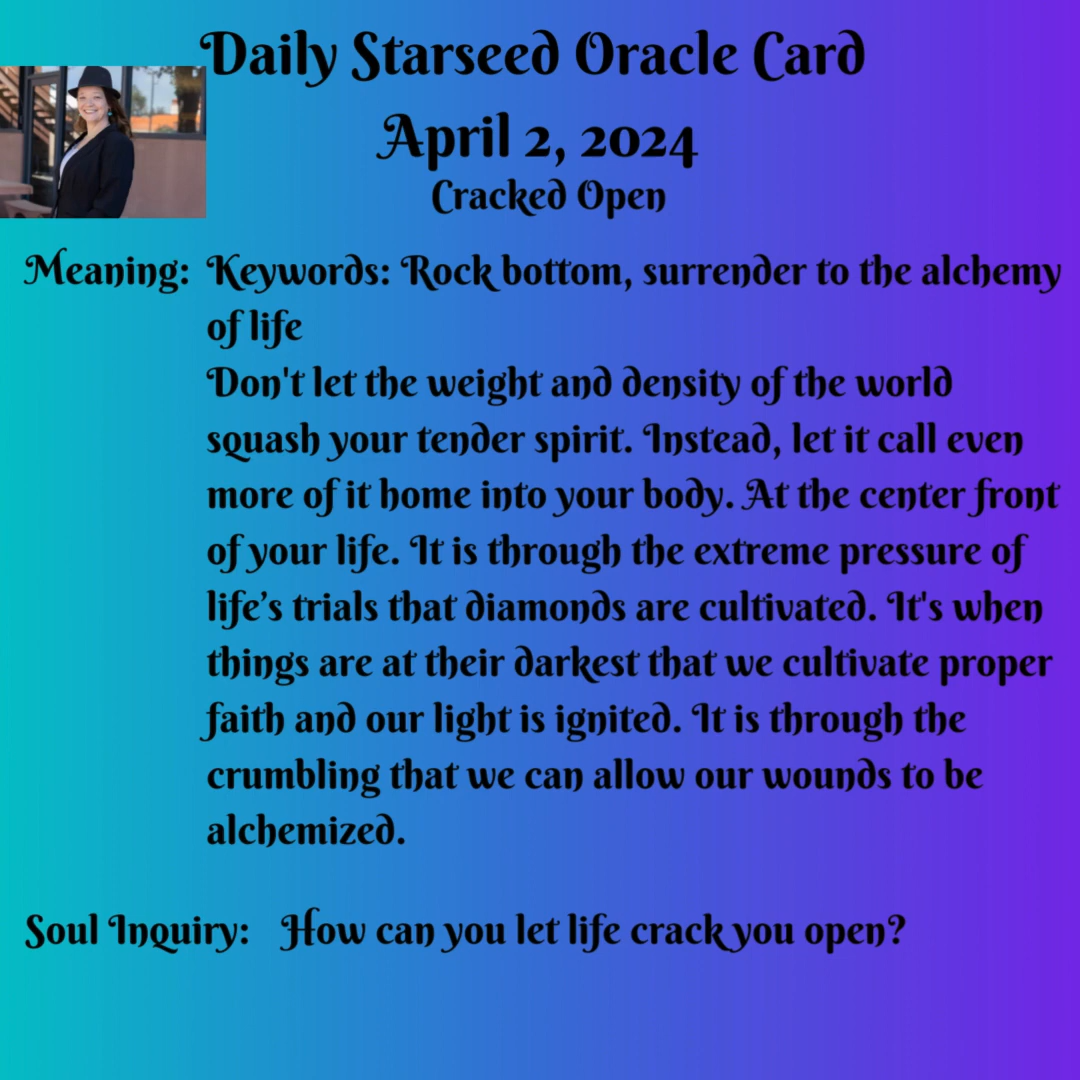 Daily Starseed Oracle Card
April 2, 2024
Cracked Open
Meaning: Keywords: Rock bottom, surrender to the alchemy
of life
Don't let the weight and density of the world
squash your tender spirit. Instead, let it call even
more of it home into your body. At the center front
of your life. It is through the extreme pressure of
life’s trials that diamonds are cultivated. It's when
things are at their darkest that we cultivate proper
faith and our light is ignited. It is through the
crumbling that we can allow our wounds to be
alchemized.
Soul Inquiry: How can you let life crack you open?